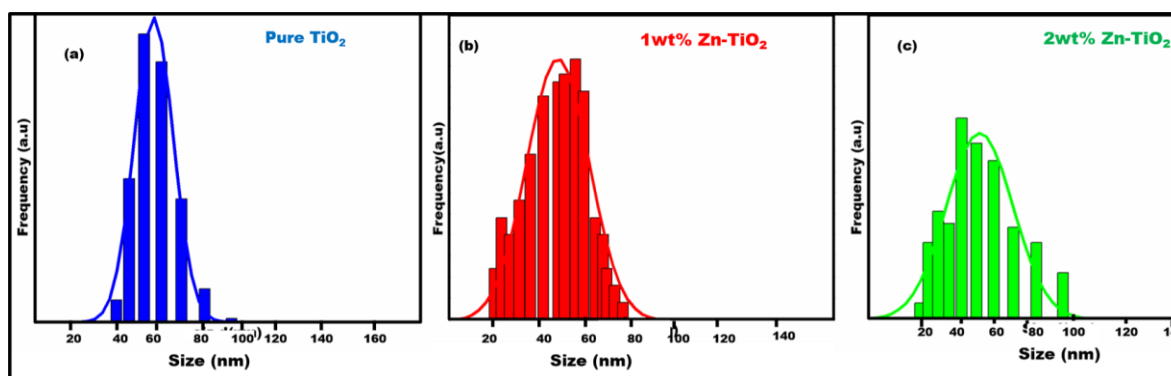 (a)
Pure TiO₂
Frequency (a.u)
20 40 60 80 100 120 140 160
Size (nm)
(b)
1wt% Zn-TiO₂
Frequency(a.u)
20 40 60 80 100 120 140
Size (nm)
(c)
2wt% Zn-TiO₂
Frequency (a.u)
20 40 60 80 100 120 14
Size (nm)